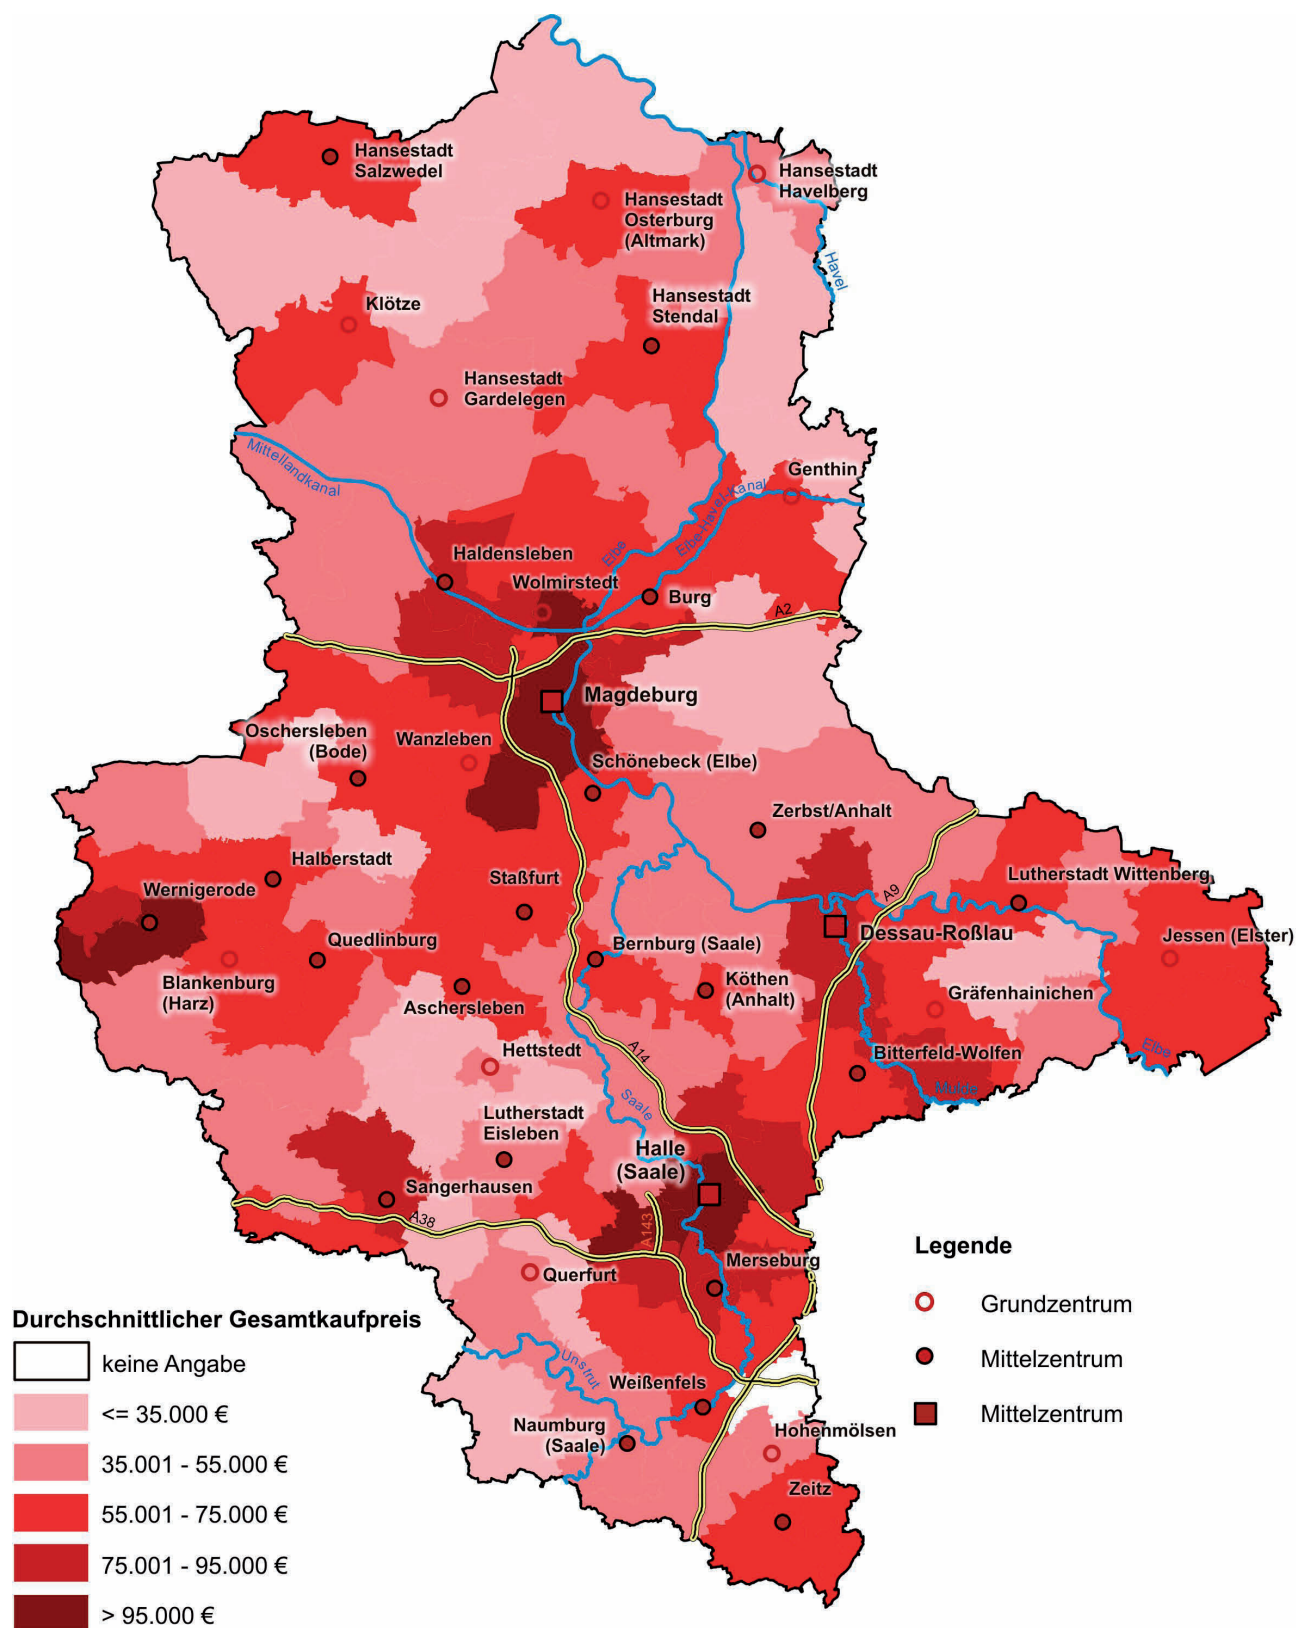 Hansestadt
Salzwedel
Hansestadt
Havelberg
Hansestadt
Osterburg
(Altmark)
Havel
Klötze
Hansestadt
Stendal
Hansestadt
Gardelegen
Mittellandkanal
Genthin
Elbe-Havel-Kanal
Elbe
Haldensleben
Wolmirstedt
Burg
A2
Magdeburg
Oschersleben
(Bode)
Wanzleben
Schönebeck (Elbe)
Zerbst/Anhalt
Halberstadt
Wernigerode
Staßfurt
A9
Lutherstadt Wittenberg
Quedlinburg
Bernburg (Saale)
Dessau-Roßlau
Jessen (Elster)
Blankenburg
(Harz)
Aschersleben
Köthen
(Anhalt)
Gräfenhainichen
Hettstedt
A14
Bitterfeld-Wolfen
Elbe
Mulde
Saale
Lutherstadt
Eisleben
Halle
(Saale)
Sangerhausen
A38
A143
Merseburg
Querfurt
Unstrut
Weißenfels
Naumburg
(Saale)
Hohenmölsen
Zeitz
Legende
Grundzentrum
Mittelzentrum
Mittelzentrum
Durchschnittlicher Gesamtkaufpreis
keine Angabe
<= 35.000 €
35.001 - 55.000 €
55.001 - 75.000 €
75.001 - 95.000 €
> 95.000 €